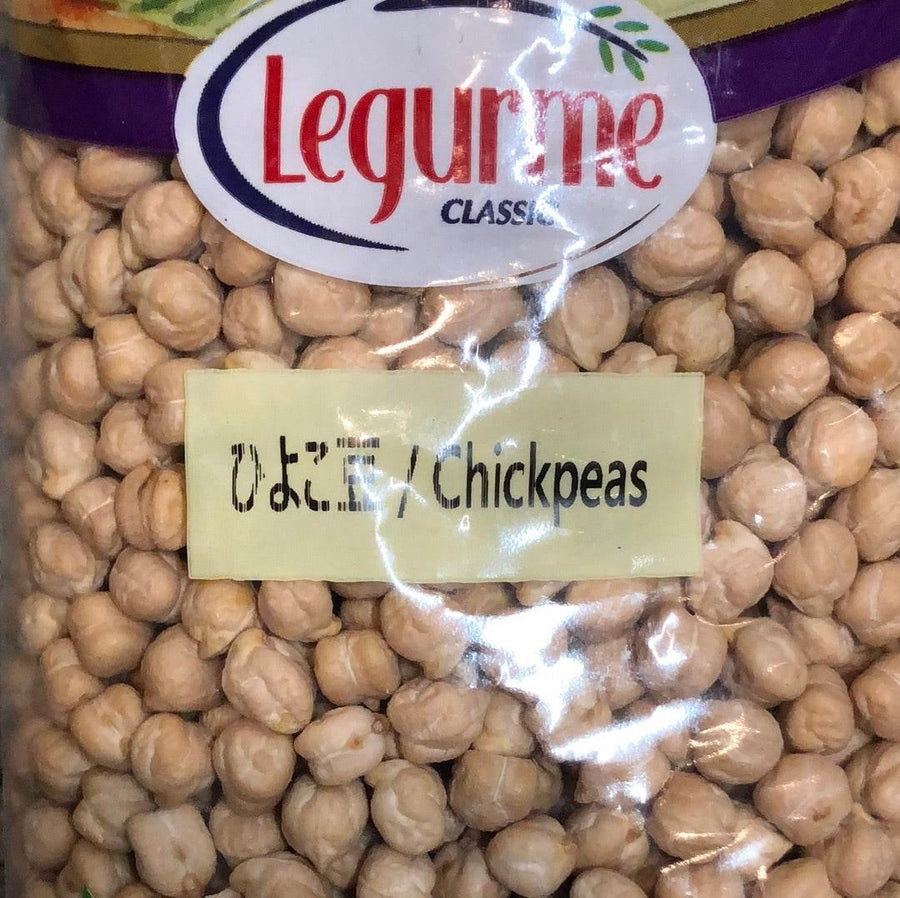 Legurme
CLASSIC
ひよこ豆 / Chickpeas